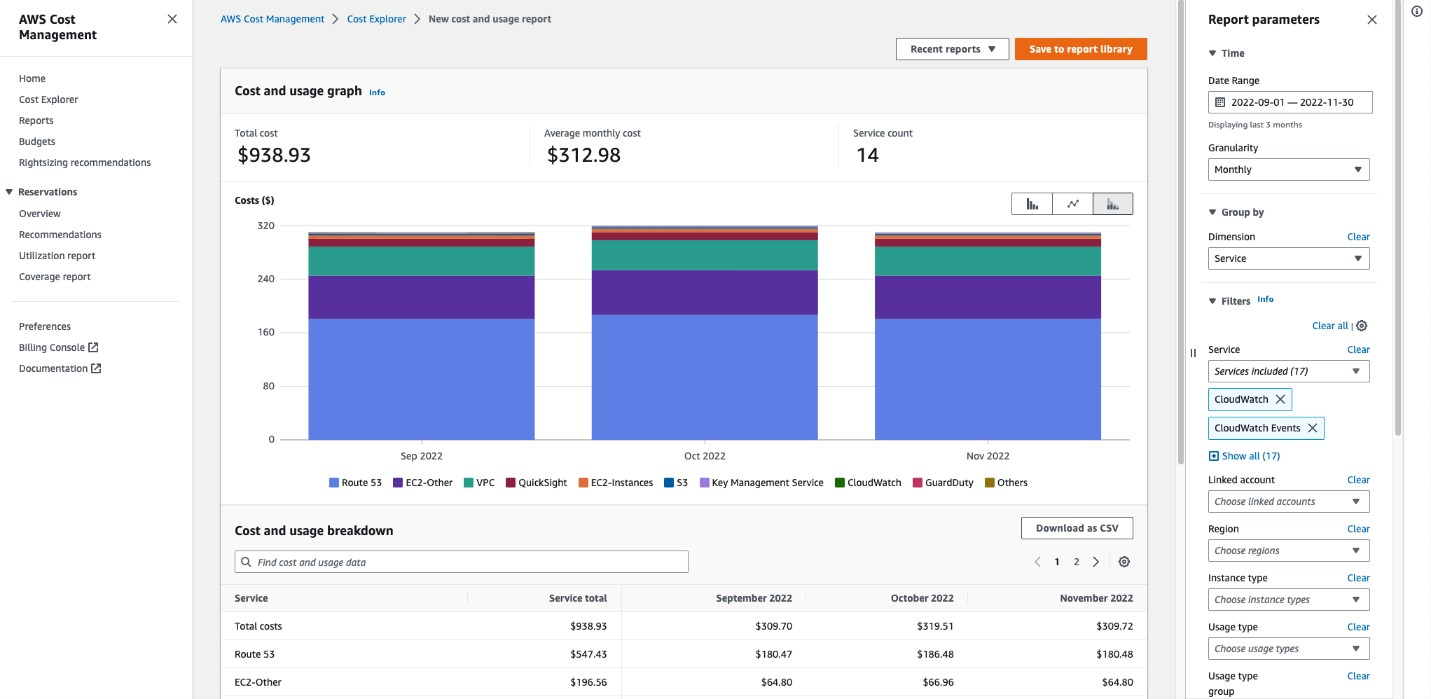 AWS Cost
Management
Home
Cost Explorer
Reports
Budgets
Rightsizing recommendations
Reservations
Overview
Recommendations
Utilization report
Coverage report
Preferences
Billing Console
Documentation
AWS Cost Management > Cost Explorer > New cost and usage report
Recent reports
Save to report library
Cost and usage graph Info
Total cost
$938.93
Average monthly cost
$312.98
Service count
14
Costs ($)
320
240
160
80
0
Sep 2022 Oct 2022 Nov 2022
Route 53 EC2-Other VPC QuickSight EC2-Instances S3 Key Management Service CloudWatch GuardDuty Others
Cost and usage breakdown
Download as CSV
Find cost and usage data
1 2
Service Service total September 2022 October 2022 November 2022
Total costs $938.93 $309.70 $319.51 $309.72
Route 53 $547.43 $180.47 $186.48 $180.48
EC2-Other $196.56 $64.80 $66.96 $64.80
Report parameters
Time
Date Range
2022-09-01 — 2022-11-30
Displaying last 3 months
Granularity
Monthly
Group by
Dimension Clear
Service
Filters Info
Clear all |
Service Clear
Services included (17)
CloudWatch
CloudWatch Events
Show all (17)
Linked account Clear
Choose linked accounts
Region Clear
Choose regions
Instance type Clear
Choose instance types
Usage type Clear
Choose usage types
Usage type Clear
group